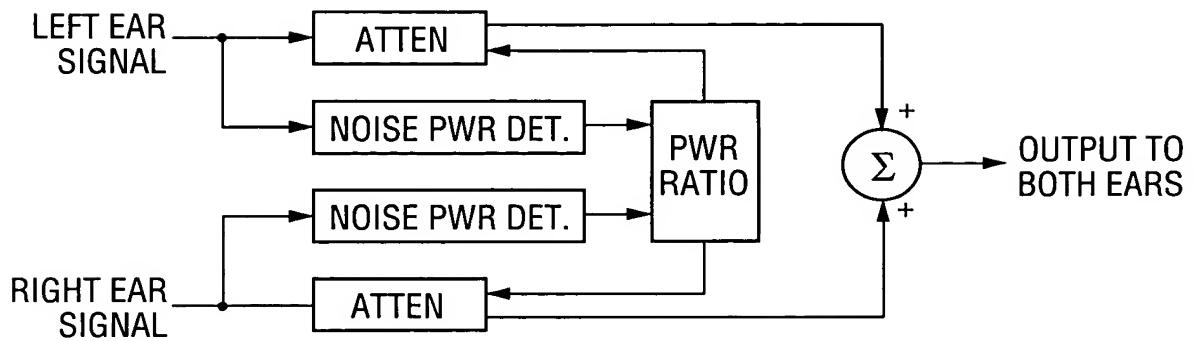 LEFT EAR
SIGNAL
ATTEN
NOISE PWR DET.
PWR
RATIO
+
Σ
+
OUTPUT TO
BOTH EARS
NOISE PWR DET.
RIGHT EAR
SIGNAL
ATTEN